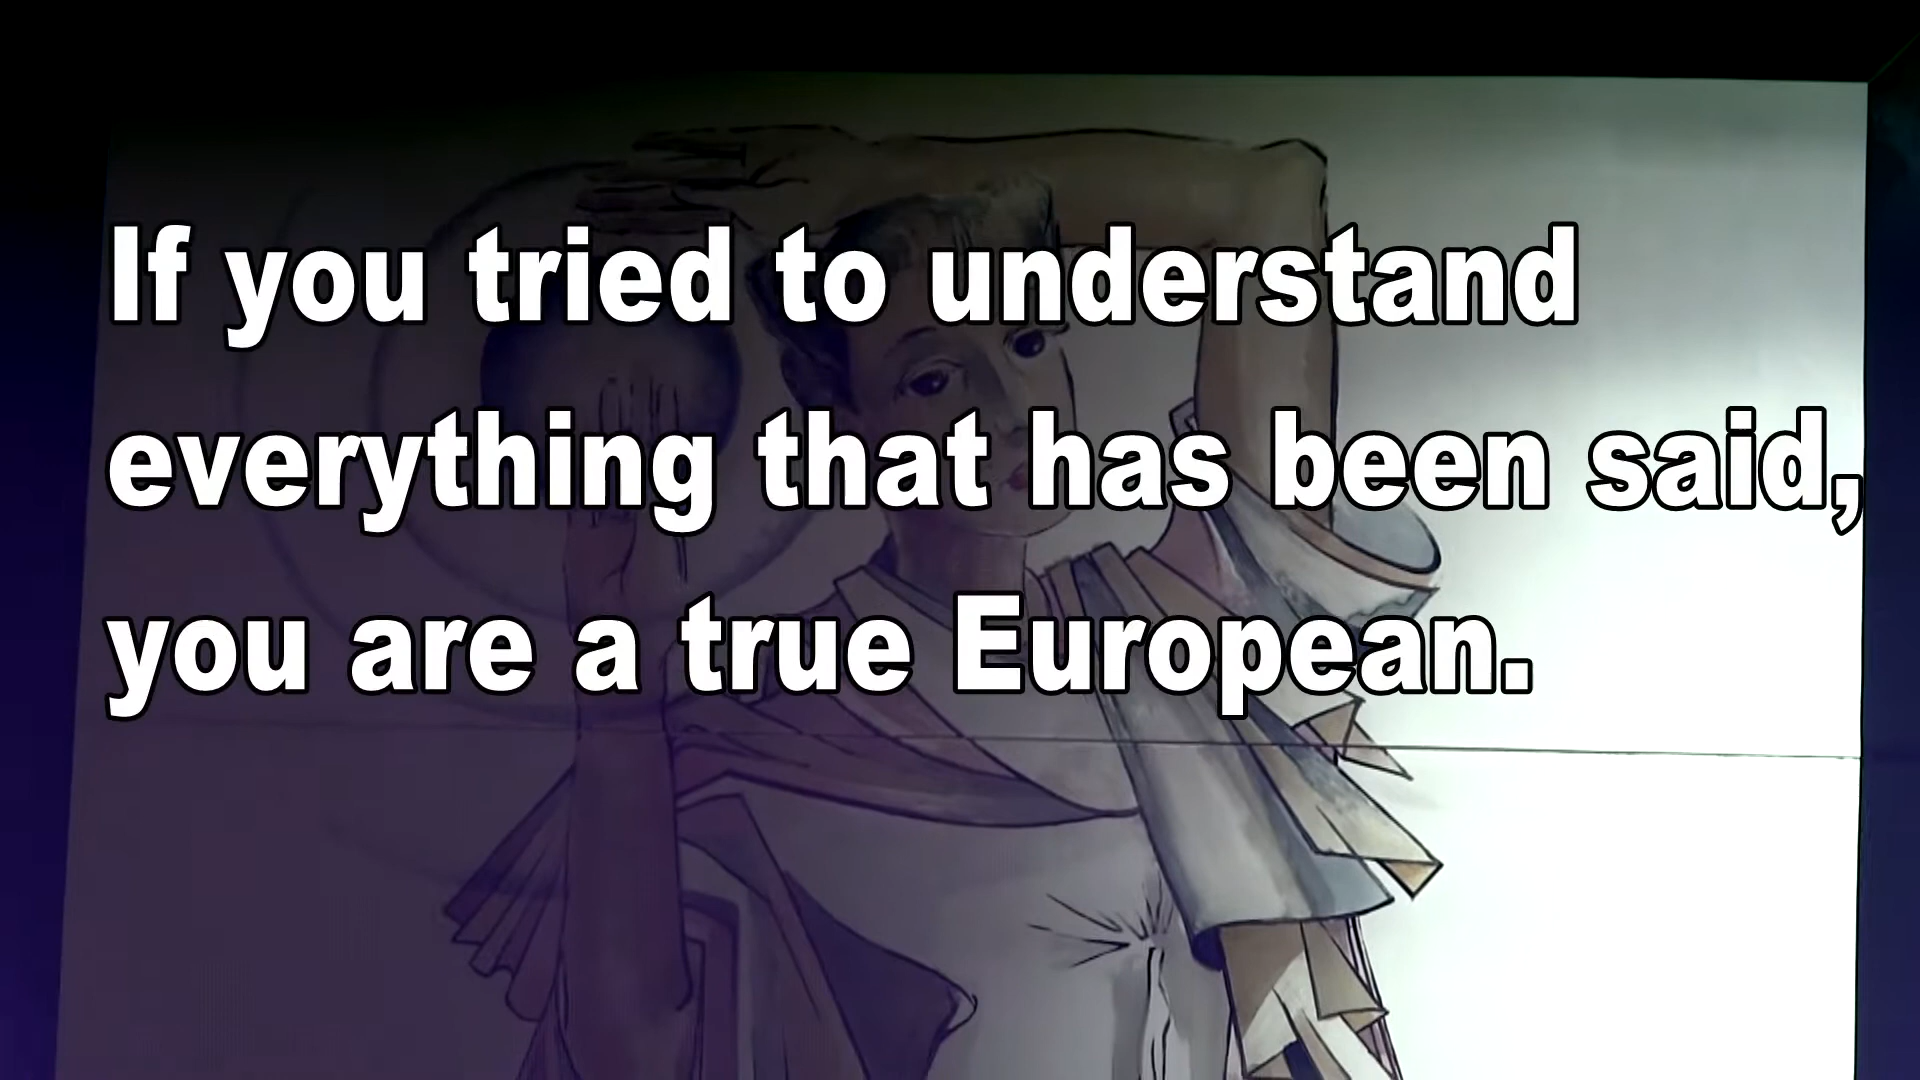 If you tried to understand
everything that has been said,
you are a true European.